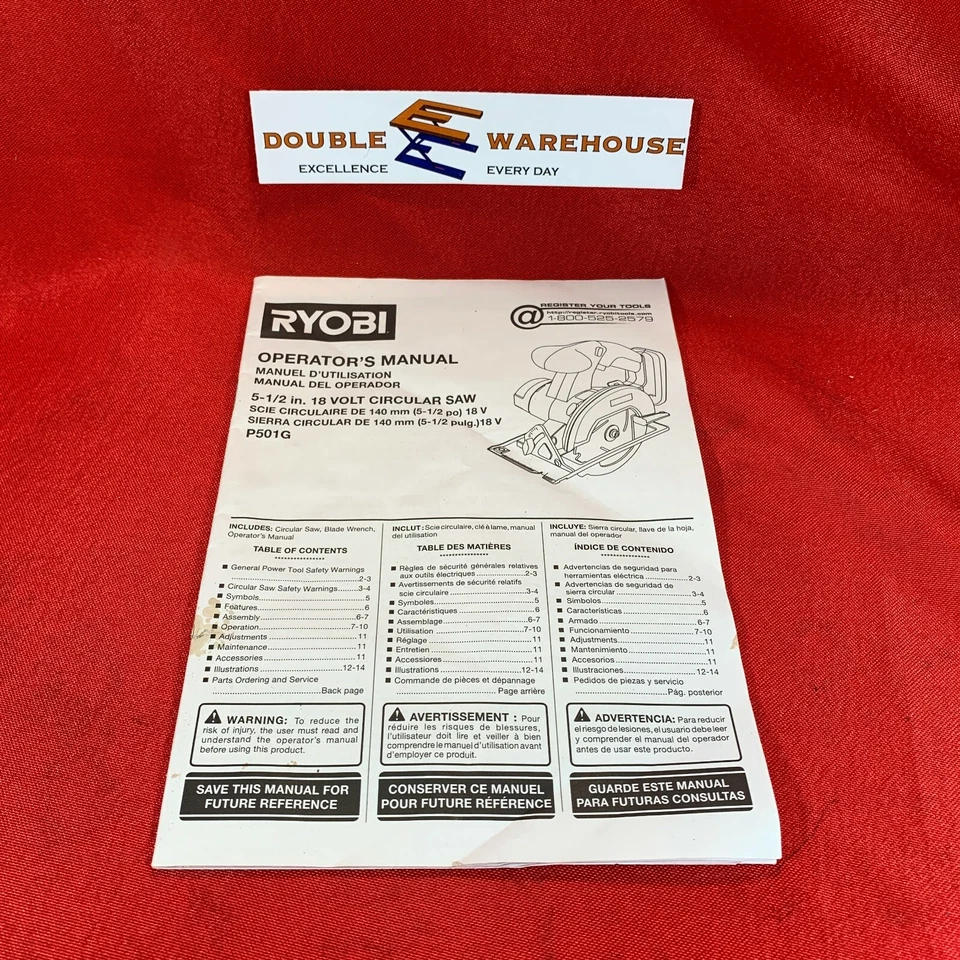 DOUBLE EE WAREHOUSE
EXCELLENCE EVERY DAY
RYOBI
REGISTER YOUR TOOLS
@ http://register.ryobitools.com
1-800-525-2579
OPERATOR'S MANUAL
MANUEL D'UTILISATION
MANUAL DEL OPERADOR
5-1/2 in. 18 VOLT CIRCULAR SAW
SCIE CIRCULAIRE DE 140 mm (5-1/2 po) 18 V
SIERRA CIRCULAR DE 140 mm (5-1/2 pulg.)18 V
P501G
INCLUDES: Circular Saw, Blade Wrench,
Operator's Manual
TABLE OF CONTENTS
***************
■ General Power Tool Safety Warnings
..........2-3
■ Circular Saw Safety Warnings........3-4
■ Symbols..........5
■ Features..........6
■ Assembly..........6-7
■ Operation..........7-10
■ Adjustments..........11
■ Maintenance..........11
■ Accessories..........11
■ Illustrations..........12-14
■ Parts Ordering and Service
..........Back page
WARNING: To reduce the
risk of injury, the user must read and
understand the operator's manual
before using this product.
SAVE THIS MANUAL FOR
FUTURE REFERENCE
INCLUT : Scie circulaire, clé à lame, manual
del utilisation
TABLE DES MATIÈRES
***************
■ Règles de sécurité générales relatives
aux outils électriques..........2-3
■ Avertissements de sécurité relatifs
scie circulaire..........3-4
■ Symboles..........5
■ Caractéristiques..........6
■ Assemblage..........6-7
■ Utilisation..........7-10
■ Réglage..........11
■ Entretien..........11
■ Accessiores..........11
■ Illustrations..........12-14
■ Commande de pièces et dépannage
..........Page arrière
AVERTISSEMENT : Pour
réduire les risques de blessures,
l'utilisateur doit lire et veiller à bien
comprendre le manuel d'utilisation avant
d'employer ce produit.
CONSERVER CE MANUEL
POUR FUTURE RÉFÉRENCE
INCLUYE: Sierra circular, llave de la hoja,
manual del operador
ÍNDICE DE CONTENIDO
***************
■ Advertencias de seguridad para
herramientas eléctrica..........2-3
■ Advertencias de seguridad de
sierra circular..........3-4
■ Símbolos..........5
■ Características..........6
■ Armado..........6-7
■ Funcionamiento..........7-10
■ Adjustments..........11
■ Mantenimiento..........11
■ Accesorios..........11
■ Illustraciones..........12-14
■ Pedidos de piezas y servicio
..........Pág. posterior
ADVERTENCIA: Para reducir
el riesgo de lesiones, el usuario debe leer
y comprender el manual del operador
antes de usar este producto.
GUARDE ESTE MANUAL
PARA FUTURAS CONSULTAS